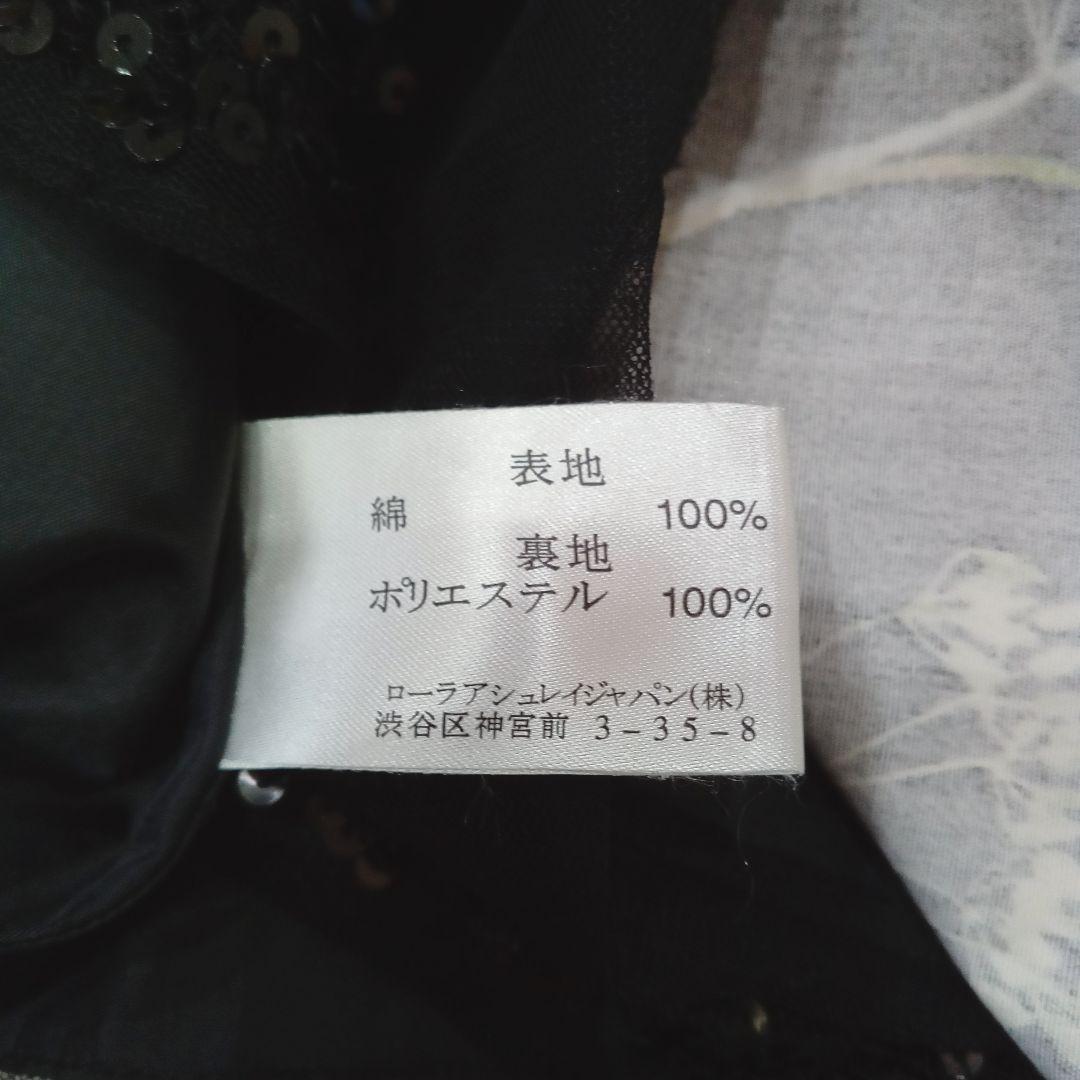 表地
綿 100%
裏地
ポリエステル 100%
ローラアシュレイジャパン(株)
渋谷区神宮前 3-35-8